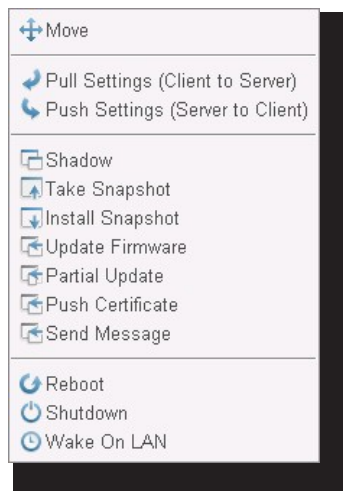 Move
Pull Settings (Client to Server)
Push Settings (Server to Client)
Shadow
Take Snapshot
Install Snapshot
Update Firmware
Partial Update
Push Certificate
Send Message
Reboot
Shutdown
Wake On LAN